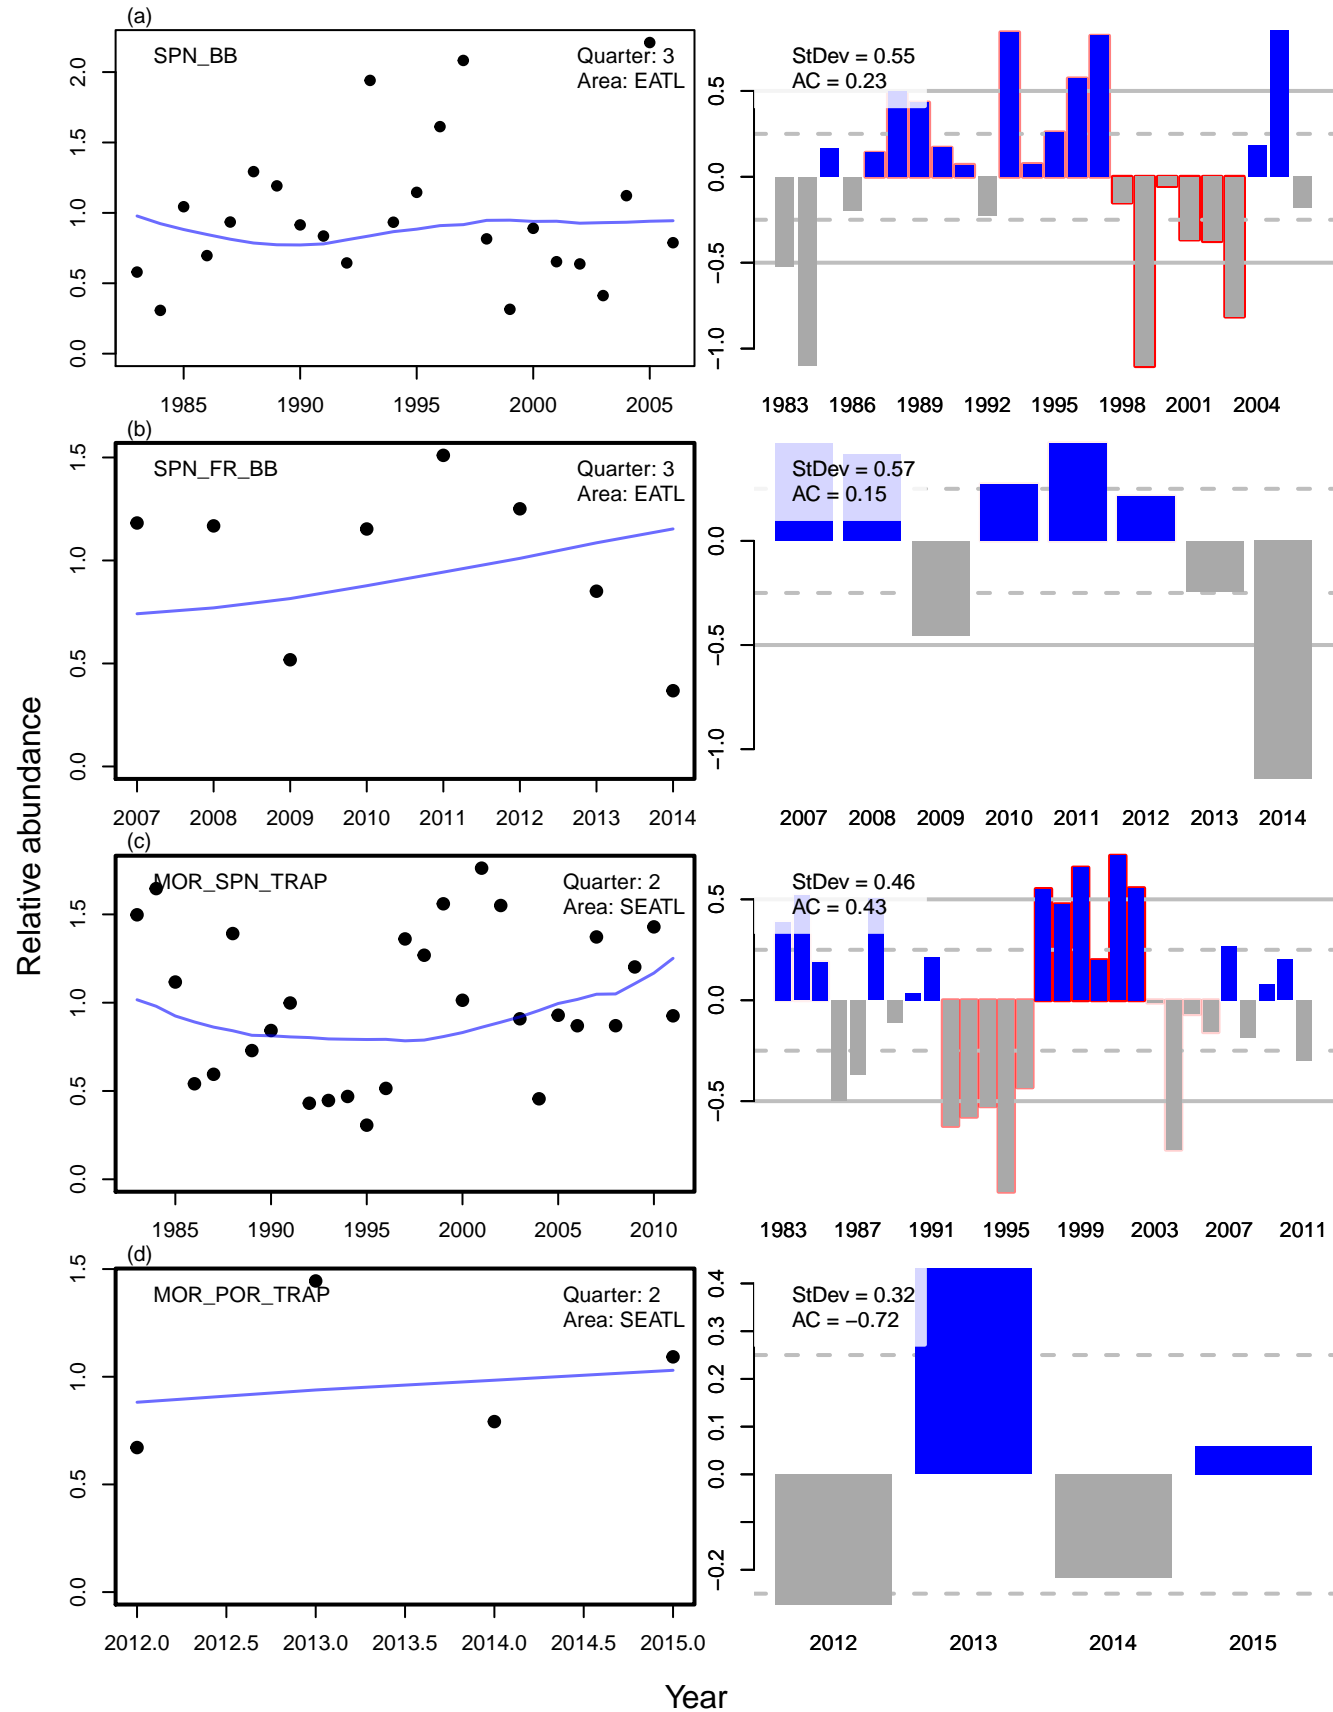 (a)
SPN_BB
Quarter: 3
Area: EATL
0.0 0.5 1.0 1.5 2.0
1985 1990 1995 2000 2005
StDev = 0.55
AC = 0.23
−1.0 −0.5 0.0 0.5
1983 1986 1989 1992 1995 1998 2001 2004
(b)
SPN_FR_BB
Quarter: 3
Area: EATL
0.0 0.5 1.0 1.5
2007 2008 2009 2010 2011 2012 2013 2014
StDev = 0.57
AC = 0.15
−1.0 −0.5 0.0
2007 2008 2009 2010 2011 2012 2013 2014
(c)
MOR_SPN_TRAP
Quarter: 2
Area: SEATL
0.0 0.5 1.0 1.5
1985 1990 1995 2000 2005 2010
StDev = 0.46
AC = 0.43
−0.5 0.0 0.5
1983 1987 1991 1995 1999 2003 2007 2011
(d)
MOR_POR_TRAP
Quarter: 2
Area: SEATL
0.0 0.5 1.0 1.5
2012.0 2012.5 2013.0 2013.5 2014.0 2014.5 2015.0
StDev = 0.32
AC = −0.72
−0.2 0.0 0.1 0.2 0.3 0.4
2012 2013 2014 2015
Relative abundance
Year